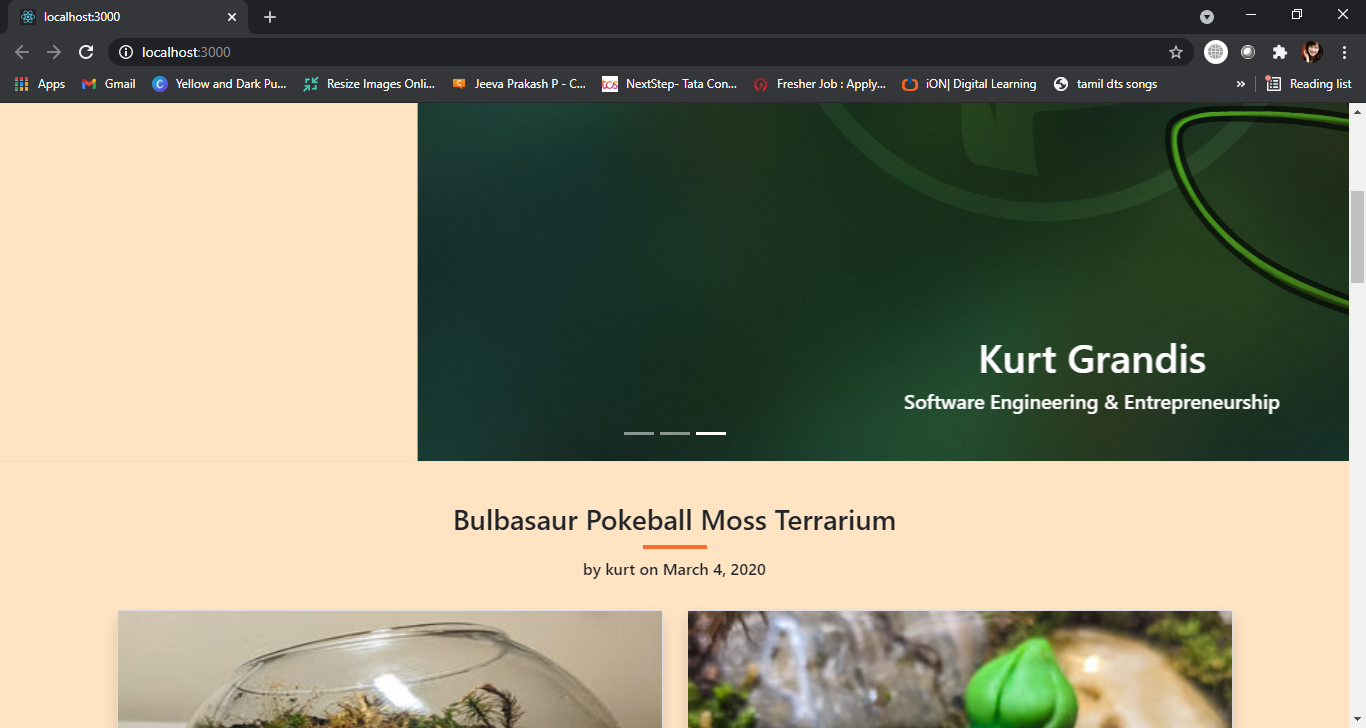 localhost:3000
localhost:3000
Apps Gmail Yellow and Dark Pu... Resize Images Onli... Jeeva Prakash P - C... NextStep- Tata Con... Fresher Job : Apply... iON| Digital Learning tamil dts songs » Reading list
Kurt Grandis
Software Engineering & Entrepreneurship
Bulbasaur Pokeball Moss Terrarium
by kurt on March 4, 2020